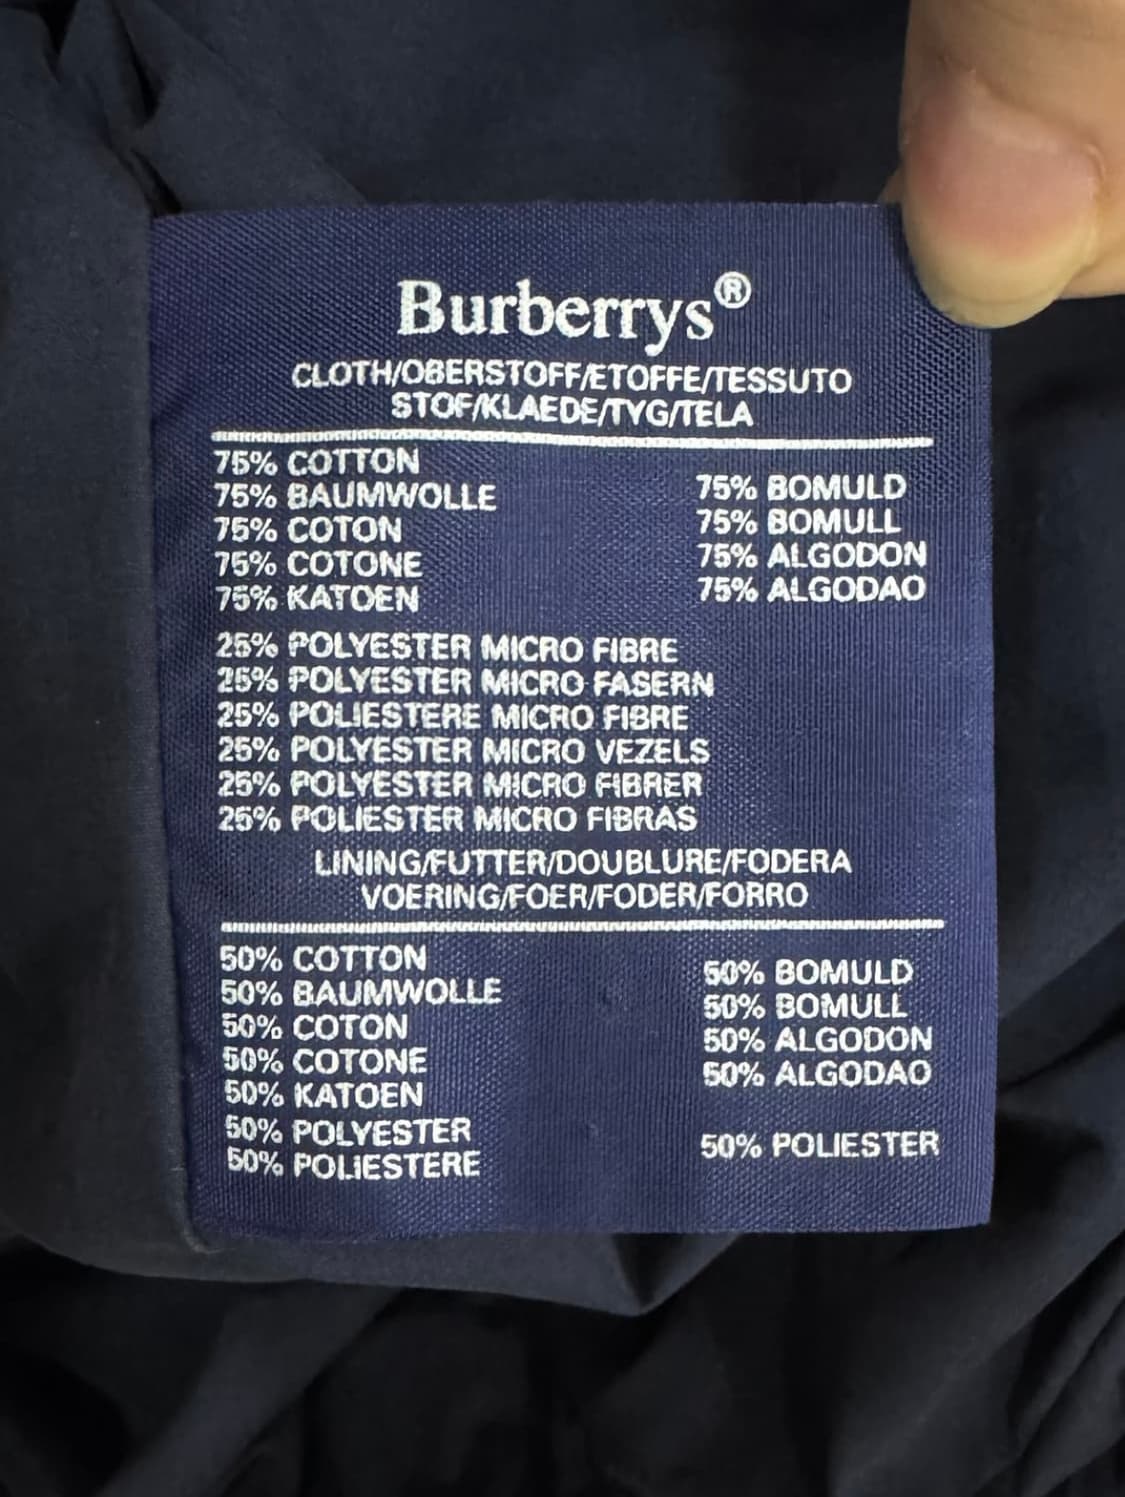 Burberrys®
CLOTH/OBERSTOFF/ETOFFE/TESSUTO
STOF/KLAEDE/TYG/TELA
75% COTTON
75% BAUMWOLLE
75% COTON
75% COTONE
75% KATOEN
75% BOMULD
75% BOMULL
75% ALGODON
75% ALGODAO
25% POLYESTER MICRO FIBRE
25% POLYESTER MICRO FASERN
25% POLIESTERE MICRO FIBRE
25% POLYESTER MICRO VEZELS
25% POLYESTER MICRO FIBRER
25% POLIESTER MICRO FIBRAS
LINING/FUTTER/DOUBLURE/FODERA
VOERING/FOER/FODER/FORRO
50% COTTON
50% BAUMWOLLE
50% COTON
50% COTONE
50% KATOEN
50% POLYESTER
50% POLIESTERE
50% BOMULD
50% BOMULL
50% ALGODON
50% ALGODAO
50% POLIESTER